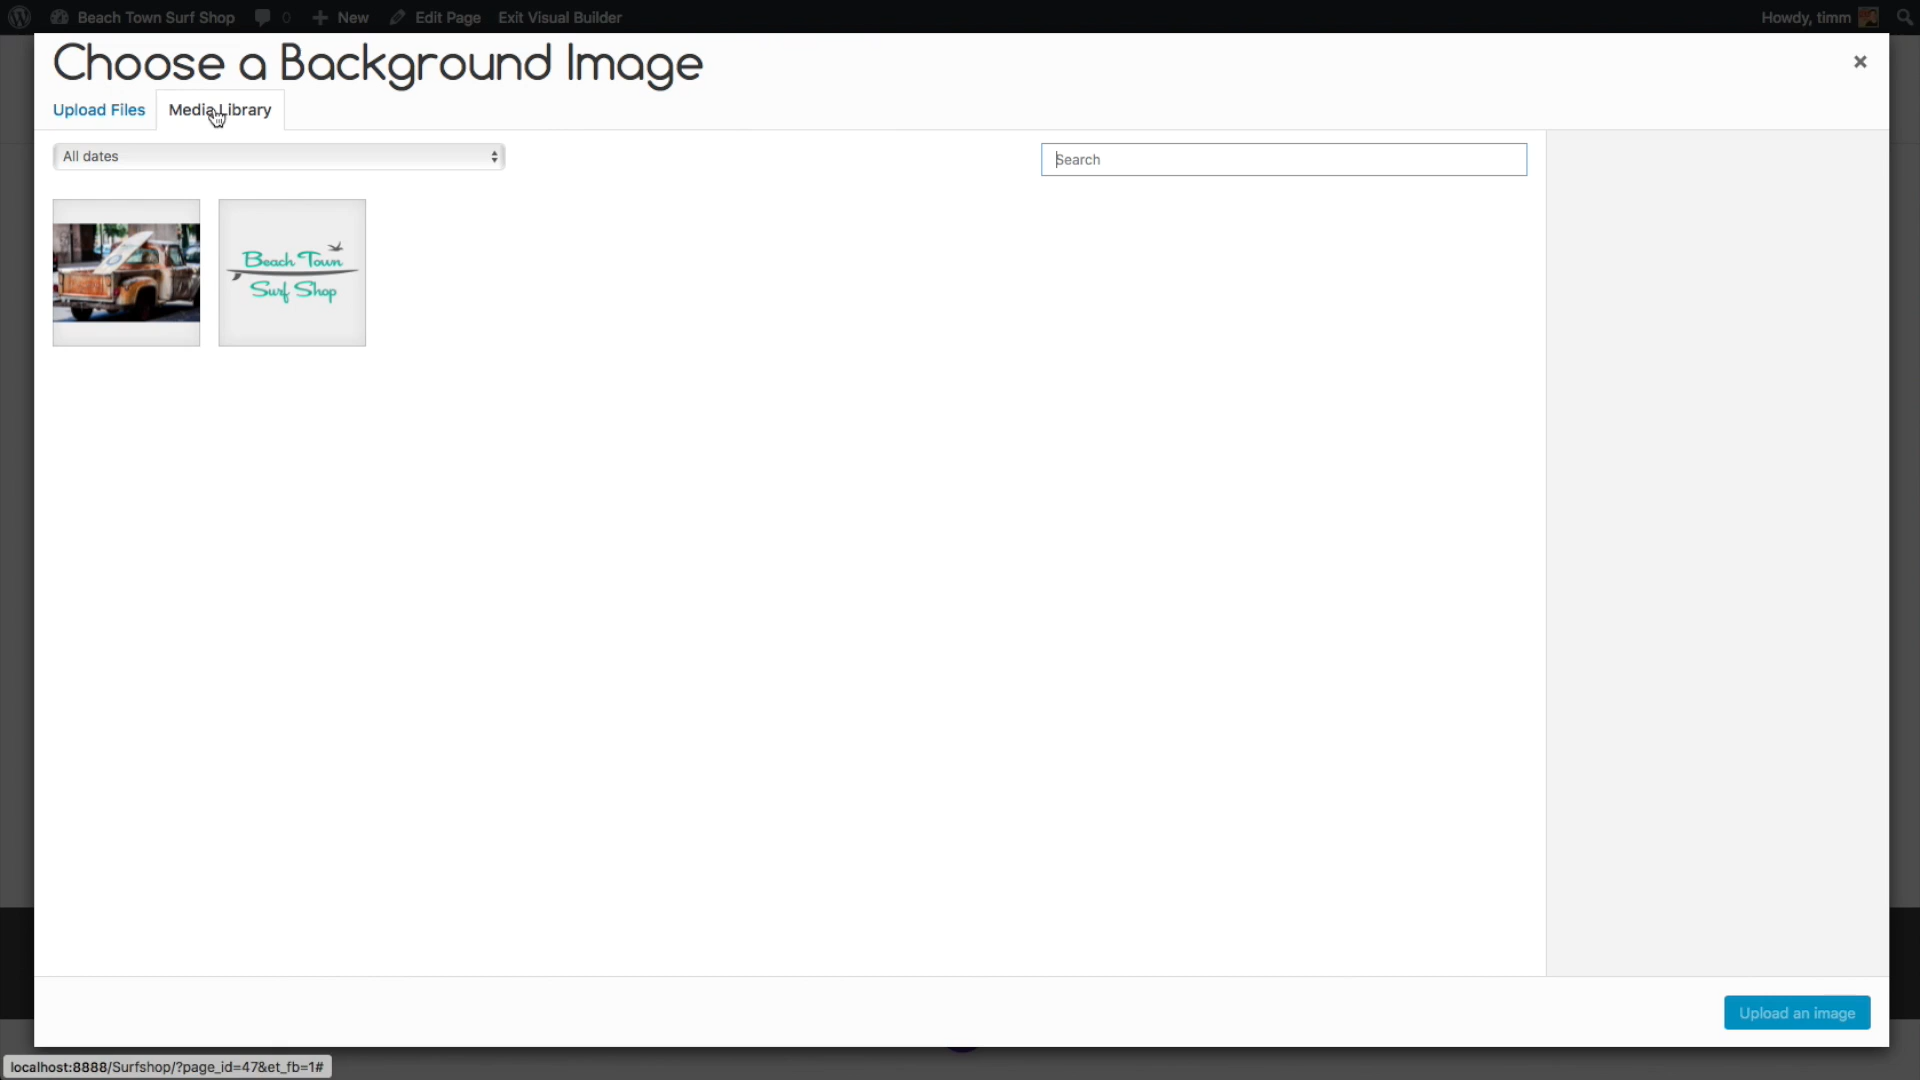 Beach Town Surf Shop 0 New Edit Page Exit Visual Builder Howdy, timm
Choose a Background Image
Upload Files Media Library
All dates
Search
Beach Town
Surf Shop
Upload an image
localhost:8888/Surfshop/?page_id=47&et_fb=1#